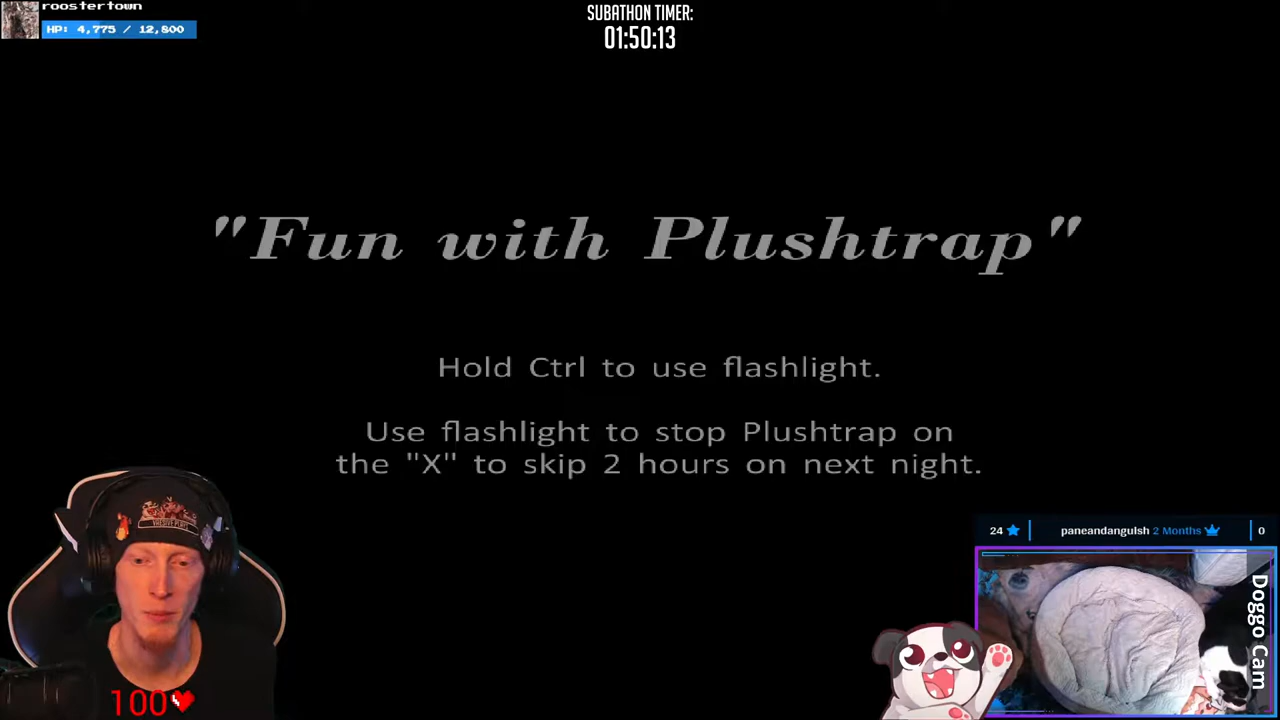 roostertown
HP: 4,775 / 12,800
SUBATHON TIMER:
01:50:13
"Fun with Plushtrap"
Hold Ctrl to use flashlight.
Use flashlight to stop Plushtrap on
the "X" to skip 2 hours on next night.
24
paneandangulsh 2 Months
0
Doggo Cam
100